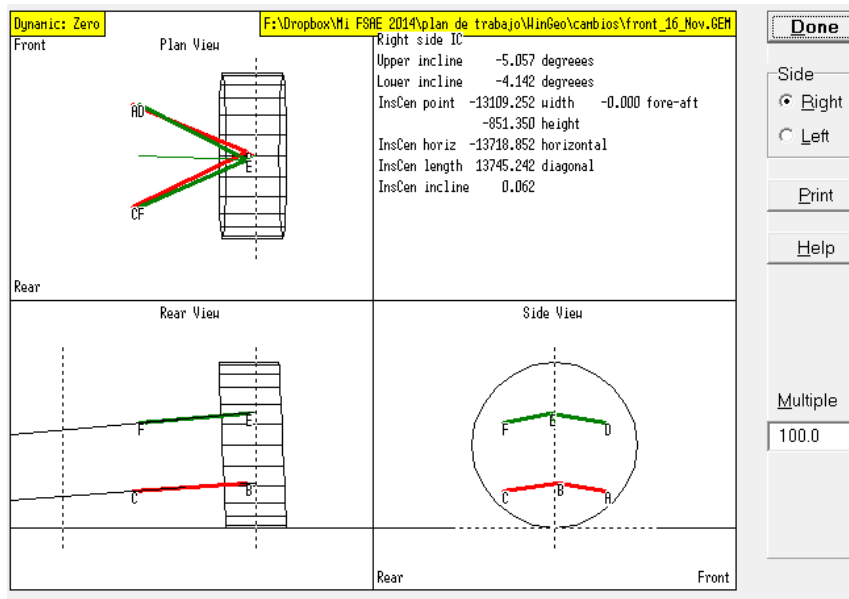 Dynamic: Zero
F:\Dropbox\Mi FSAE 2014\plan de trabajo\WinGeo\cambios\front_16_Nov.GEM
Front
Plan View
AD
E
CF
Rear
Right side IC
Upper incline -5.057 degreees
Lower incline -4.142 degreees
InsCen point -13109.252 width -0.000 fore-aft
-851.350 height
InsCen horiz -13718.852 horizontal
InsCen length 13745.242 diagonal
InsCen incline 0.062
Rear View
F
E
C
B
Side View
F
E
D
C
B
A
Rear
Front
Done
Side
Right
Left
Print
Help
Multiple
100.0